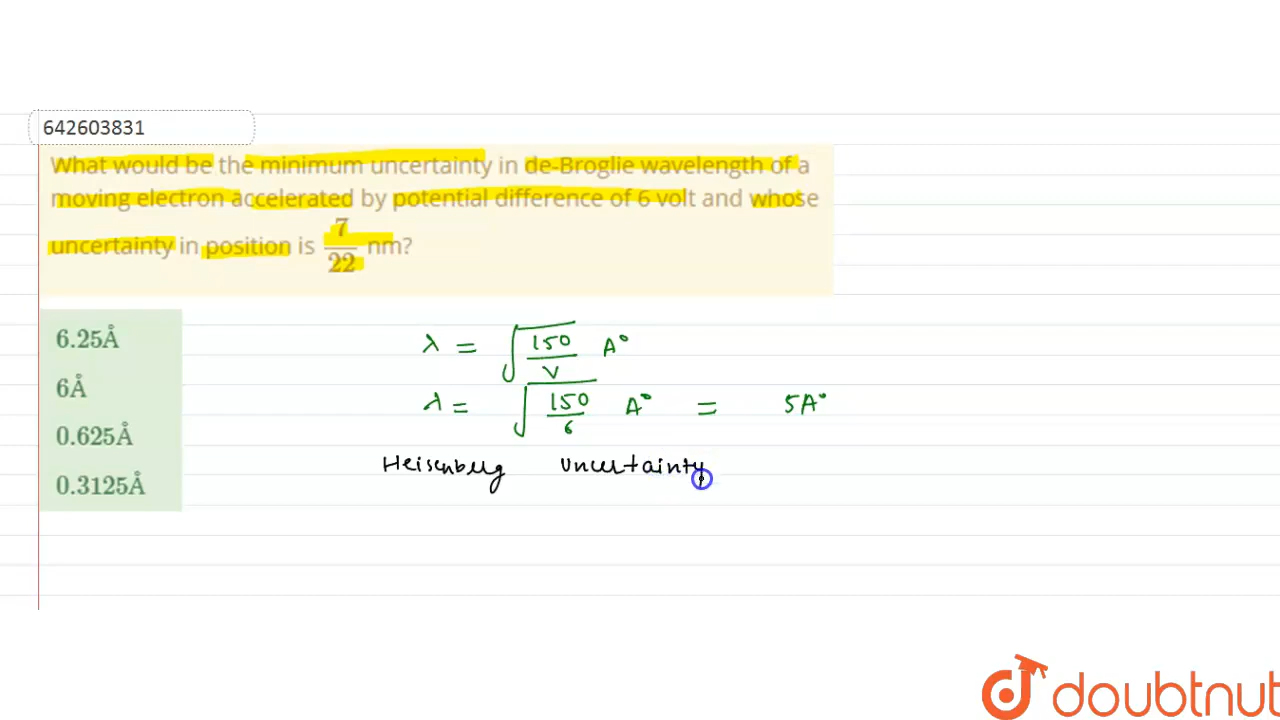 642603831
What would be the minimum uncertainty in de-Broglie wavelength of a
moving electron accelerated by potential difference of 6 volt and whose
uncertainty in position is 7/22 nm?
6.25Å
6Å
0.625Å
0.3125Å
λ = √(150/V) A°
λ = √(150/6) A° = 5A°
Heisenberg uncertainty
doubtnut